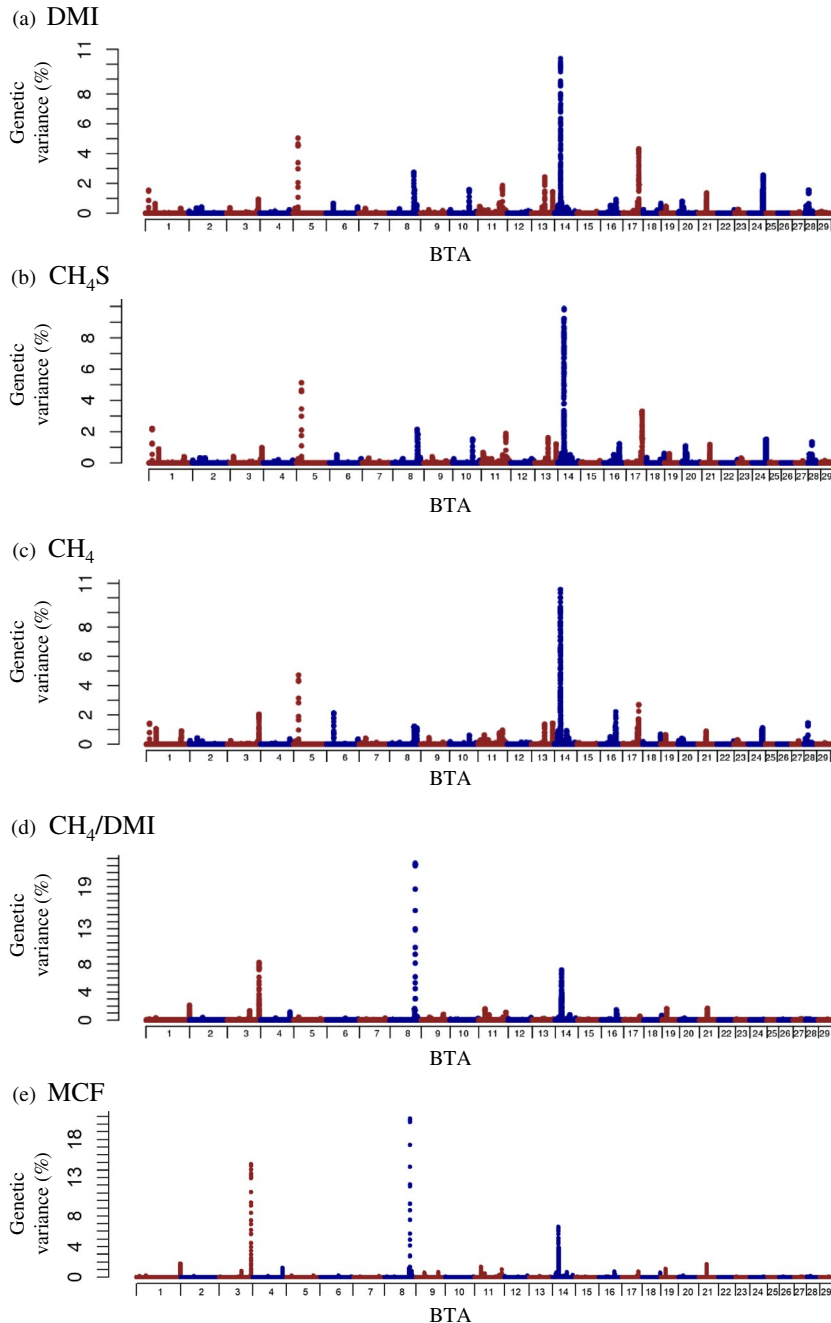 (a) DMI
Genetic variance (%)
0 2 4 6 8 11
1 2 3 4 5 6 7 8 9 10 11 12 13 14 15 16 17 18 19 20 21 22 23 24 25 26 27 28 29
BTA
(b) CH₄S
Genetic variance (%)
0 2 4 6 8
1 2 3 4 5 6 7 8 9 10 11 12 13 14 15 16 17 18 19 20 21 22 23 24 25 26 27 28 29
BTA
(c) CH₄
Genetic variance (%)
0 2 4 6 8 11
1 2 3 4 5 6 7 8 9 10 11 12 13 14 15 16 17 18 19 20 21 22 23 24 25 26 27 28 29
BTA
(d) CH₄/DMI
Genetic variance (%)
0 4 8 13 19
1 2 3 4 5 6 7 8 9 10 11 12 13 14 15 16 17 18 19 20 21 22 23 24 25 26 27 28 29
BTA
(e) MCF
Genetic variance (%)
0 4 8 13 18
1 2 3 4 5 6 7 8 9 10 11 12 13 14 15 16 17 18 19 20 21 22 23 24 25 26 27 28 29
BTA